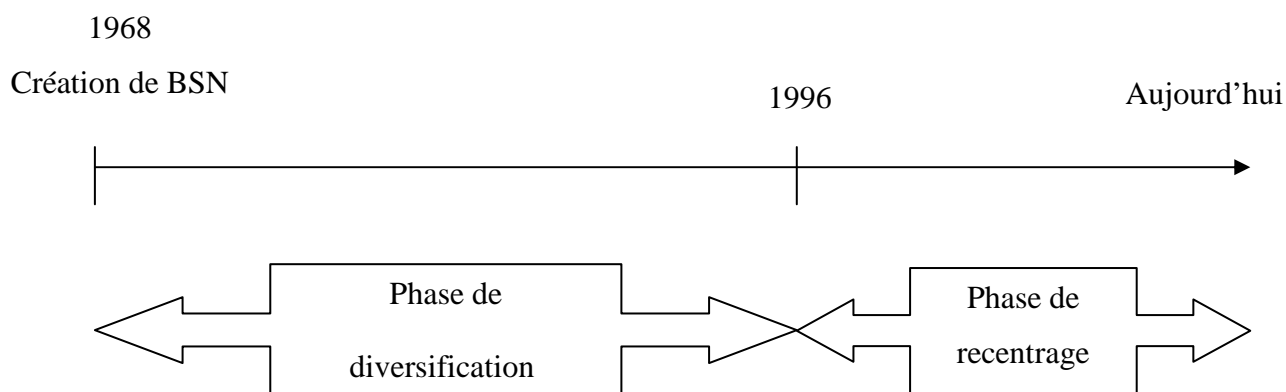 1968
Création de BSN
1996
Aujourd’hui
Phase de
diversification
Phase de
recentrage